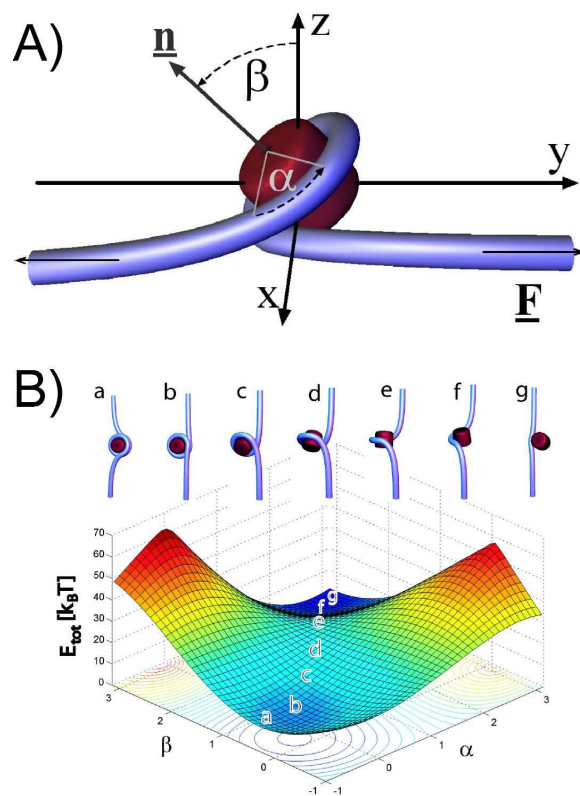 A)
n
z
β
y
α
x
F
B)
a b c d e f g
70
60
50
40
30
20
10
0
E_tot [k_BT]
g
f
e
d
c
b
a
3
2
1
0
-1
β
3
2
1
0
-1
α